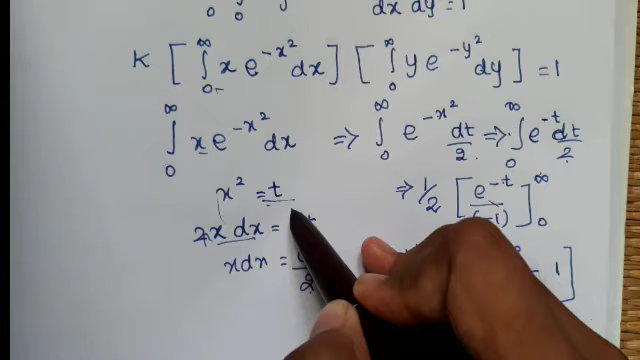 dx dy = 1
K [ ∫₀^∞ x e^{-x²} dx ] [ ∫₀^∞ y e^{-y²} dy ] = 1
∫₀^∞ x e^{-x²} dx ⇒ ∫₀^∞ e^{-x²} dt/2 ⇒ ∫₀^∞ e^{-t} dt/2
x² = t ⇒ 1/2 [ e^{-t}/(-1) ]₀^∞
2x dx =
x dx = /2 - 1 ]